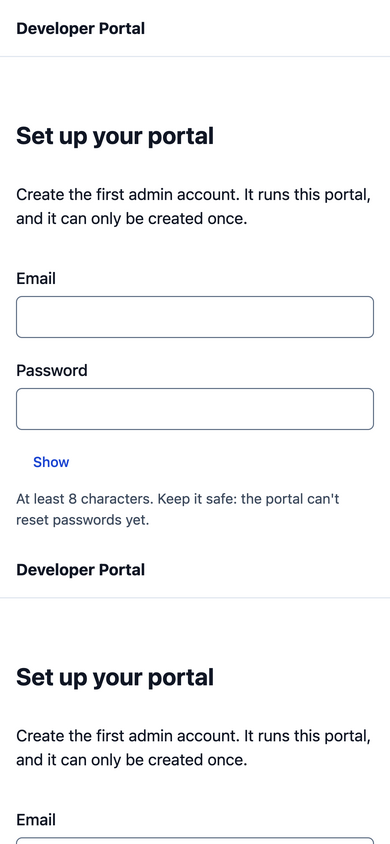 Developer Portal
Set up your portal
Create the first admin account. It runs this portal,
and it can only be created once.
Email
Password
Show
At least 8 characters. Keep it safe: the portal can't
reset passwords yet.
Developer Portal
Set up your portal
Create the first admin account. It runs this portal,
and it can only be created once.
Email